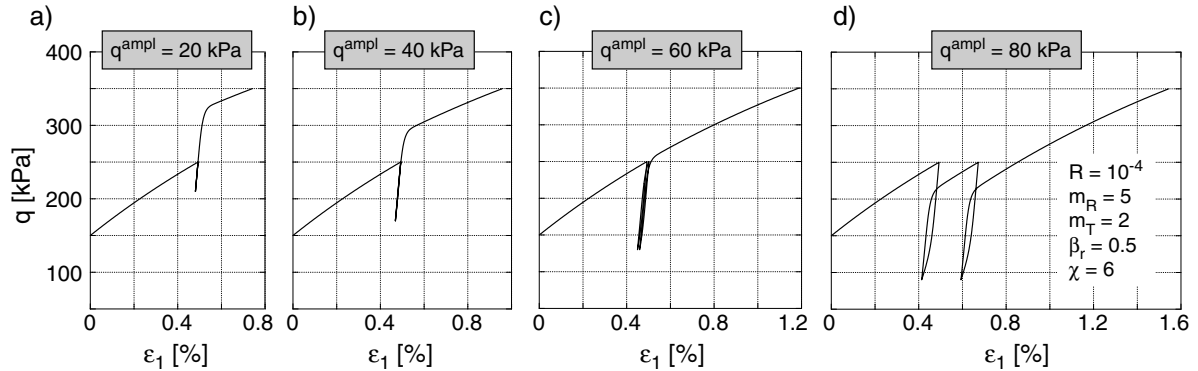 a)
b)
c)
d)
q^ampl = 20 kPa
q^ampl = 40 kPa
q^ampl = 60 kPa
q^ampl = 80 kPa
400
300
200
100
q [kPa]
R = 10^-4
m_R = 5
m_T = 2
β_r = 0.5
χ = 6
0 0.4 0.8
0 0.4 0.8
0 0.4 0.8 1.2
0 0.4 0.8 1.2 1.6
ε_1 [%]
ε_1 [%]
ε_1 [%]
ε_1 [%]